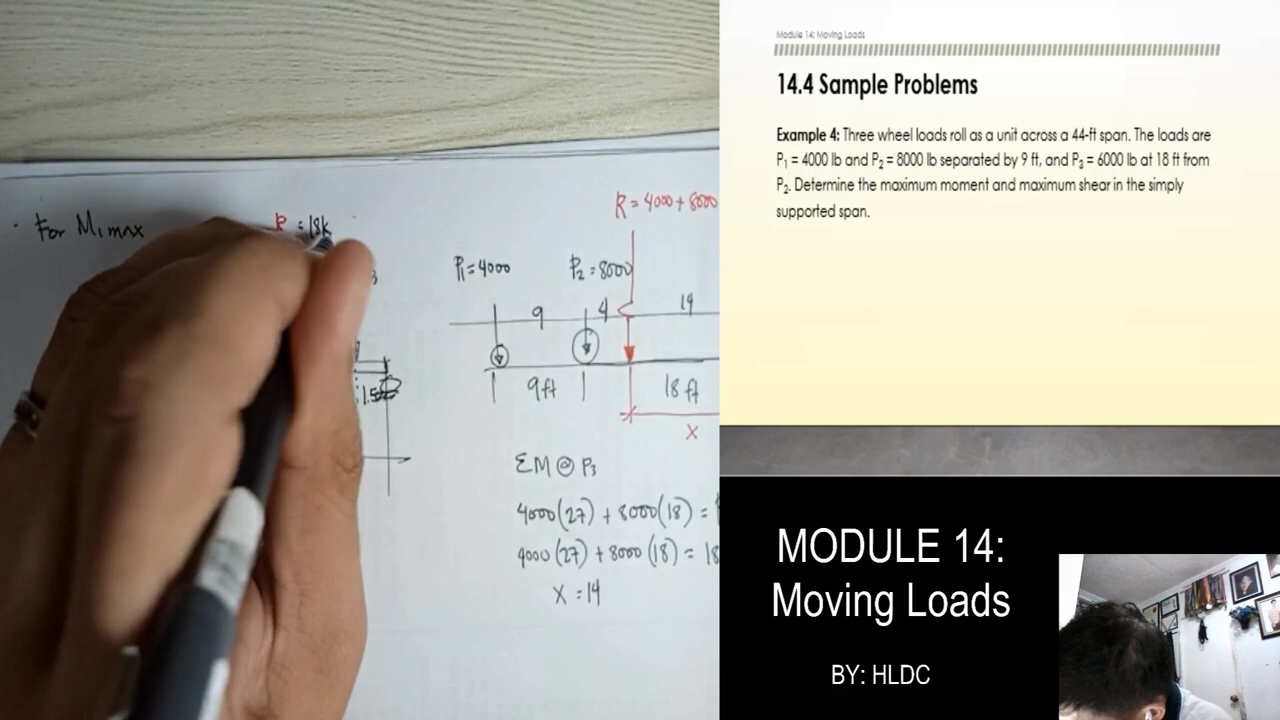 · For M₁ max
R = 18k
R = 4000 + 8000
P₁ = 4000
P₂ = 8000
9
4
14
9ft
18 ft
x
ΣM @ P₃
4000(27) + 8000(18) =
4000(27) + 8000(18) = 18
x = 14
Module 14: Moving Loads
14.4 Sample Problems
Example 4: Three wheel loads roll as a unit across a 44-ft span. The loads are
P₁ = 4000 lb and P₂ = 8000 lb separated by 9 ft, and P₃ = 6000 lb at 18 ft from
P₂. Determine the maximum moment and maximum shear in the simply
supported span.
MODULE 14:
Moving Loads
BY: HLDC